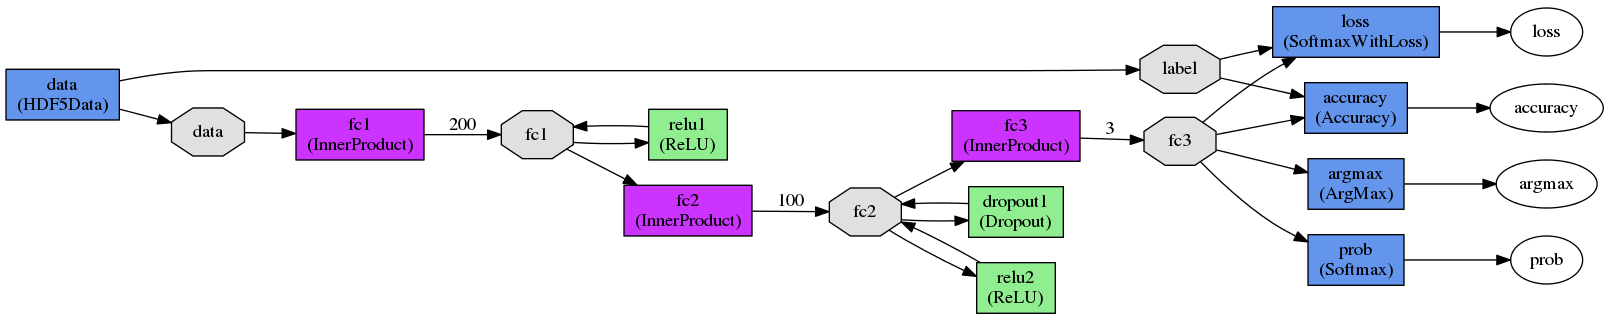 data
(HDF5Data)
data
fc1
(InnerProduct)
200
fc1
relu1
(ReLU)
fc2
(InnerProduct)
100
fc2
fc3
(InnerProduct)
dropout1
(Dropout)
relu2
(ReLU)
3
label
fc3
loss
(SoftmaxWithLoss)
accuracy
(Accuracy)
argmax
(ArgMax)
prob
(Softmax)
loss
accuracy
argmax
prob